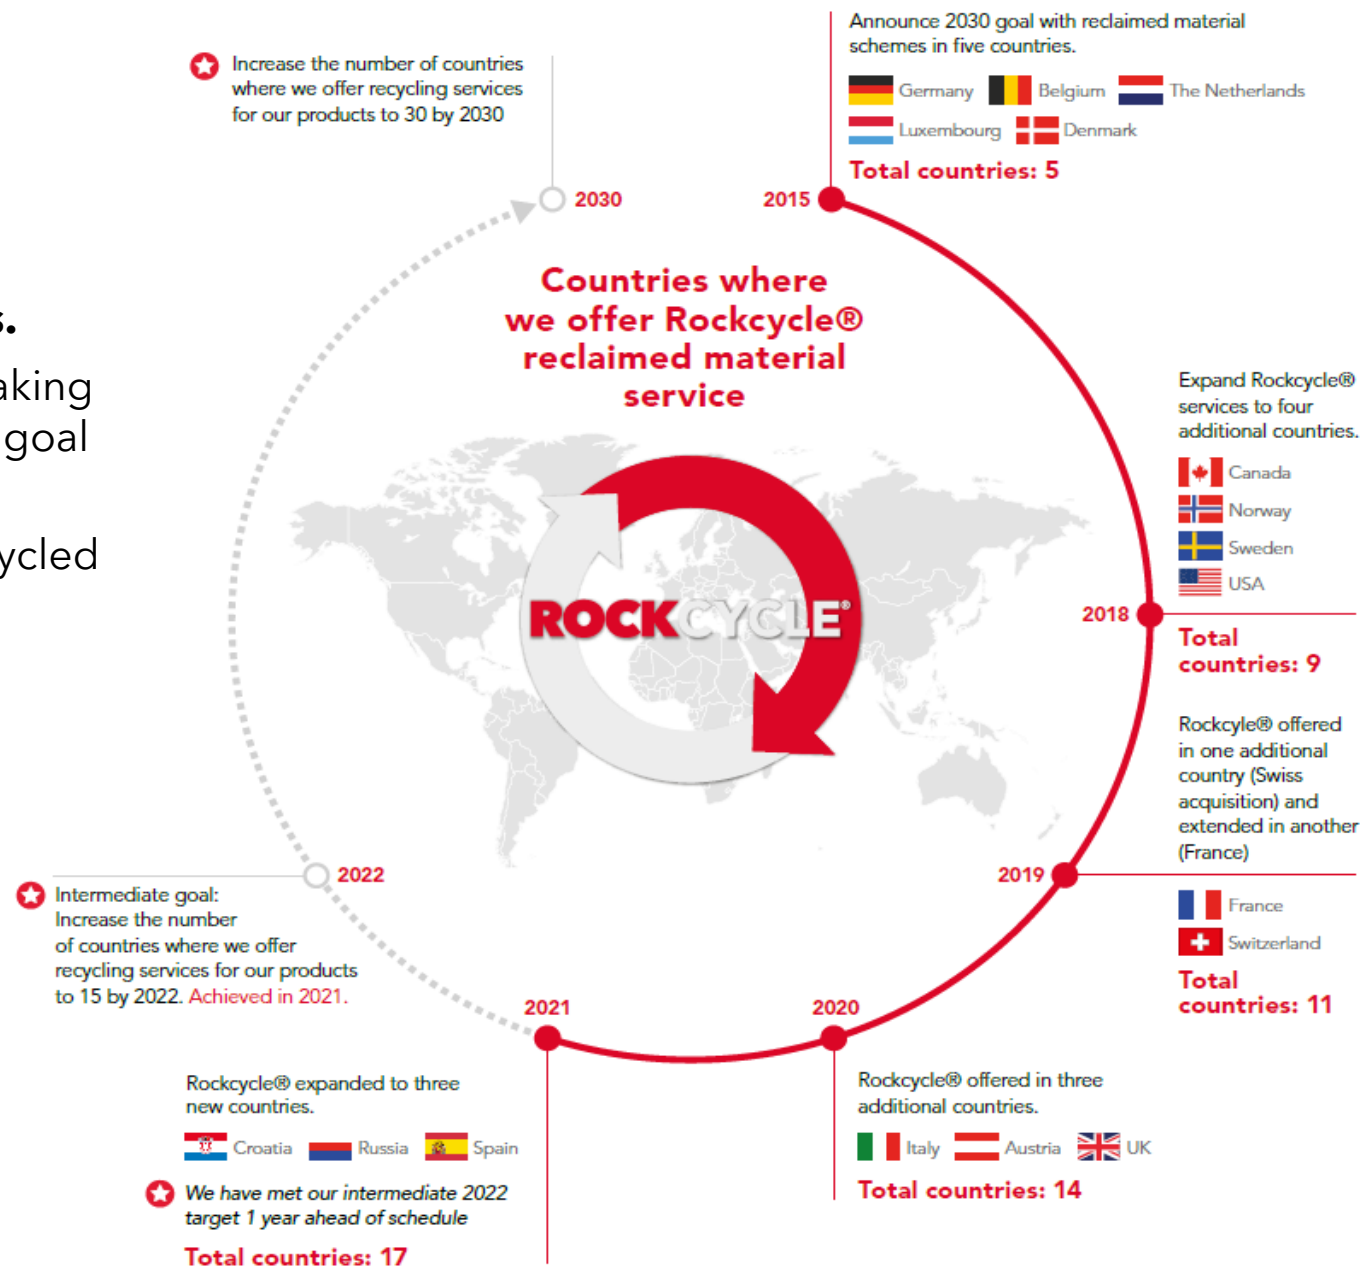 Announce 2030 goal with reclaimed material
schemes in five countries.
Germany Belgium The Netherlands
Luxembourg Denmark
Total countries: 5
2015
Increase the number of countries
where we offer recycling services
for our products to 30 by 2030
2030
Countries where
we offer Rockcycle®
reclaimed material
service
s.
aking
goal
ycled
ROCKCYCLE®
Expand Rockcycle®
services to four
additional countries.
Canada
Norway
Sweden
USA
2018
Total
countries: 9
Rockcyle® offered
in one additional
country (Swiss
acquisition) and
extended in another
(France)
2019
France
Switzerland
Total
countries: 11
2020
Rockcycle® offered in three
additional countries.
Italy Austria UK
Total countries: 14
2021
Rockcycle® expanded to three
new countries.
Croatia Russia Spain
We have met our intermediate 2022
target 1 year ahead of schedule
Total countries: 17
2022
Intermediate goal:
Increase the number
of countries where we offer
recycling services for our products
to 15 by 2022. Achieved in 2021.